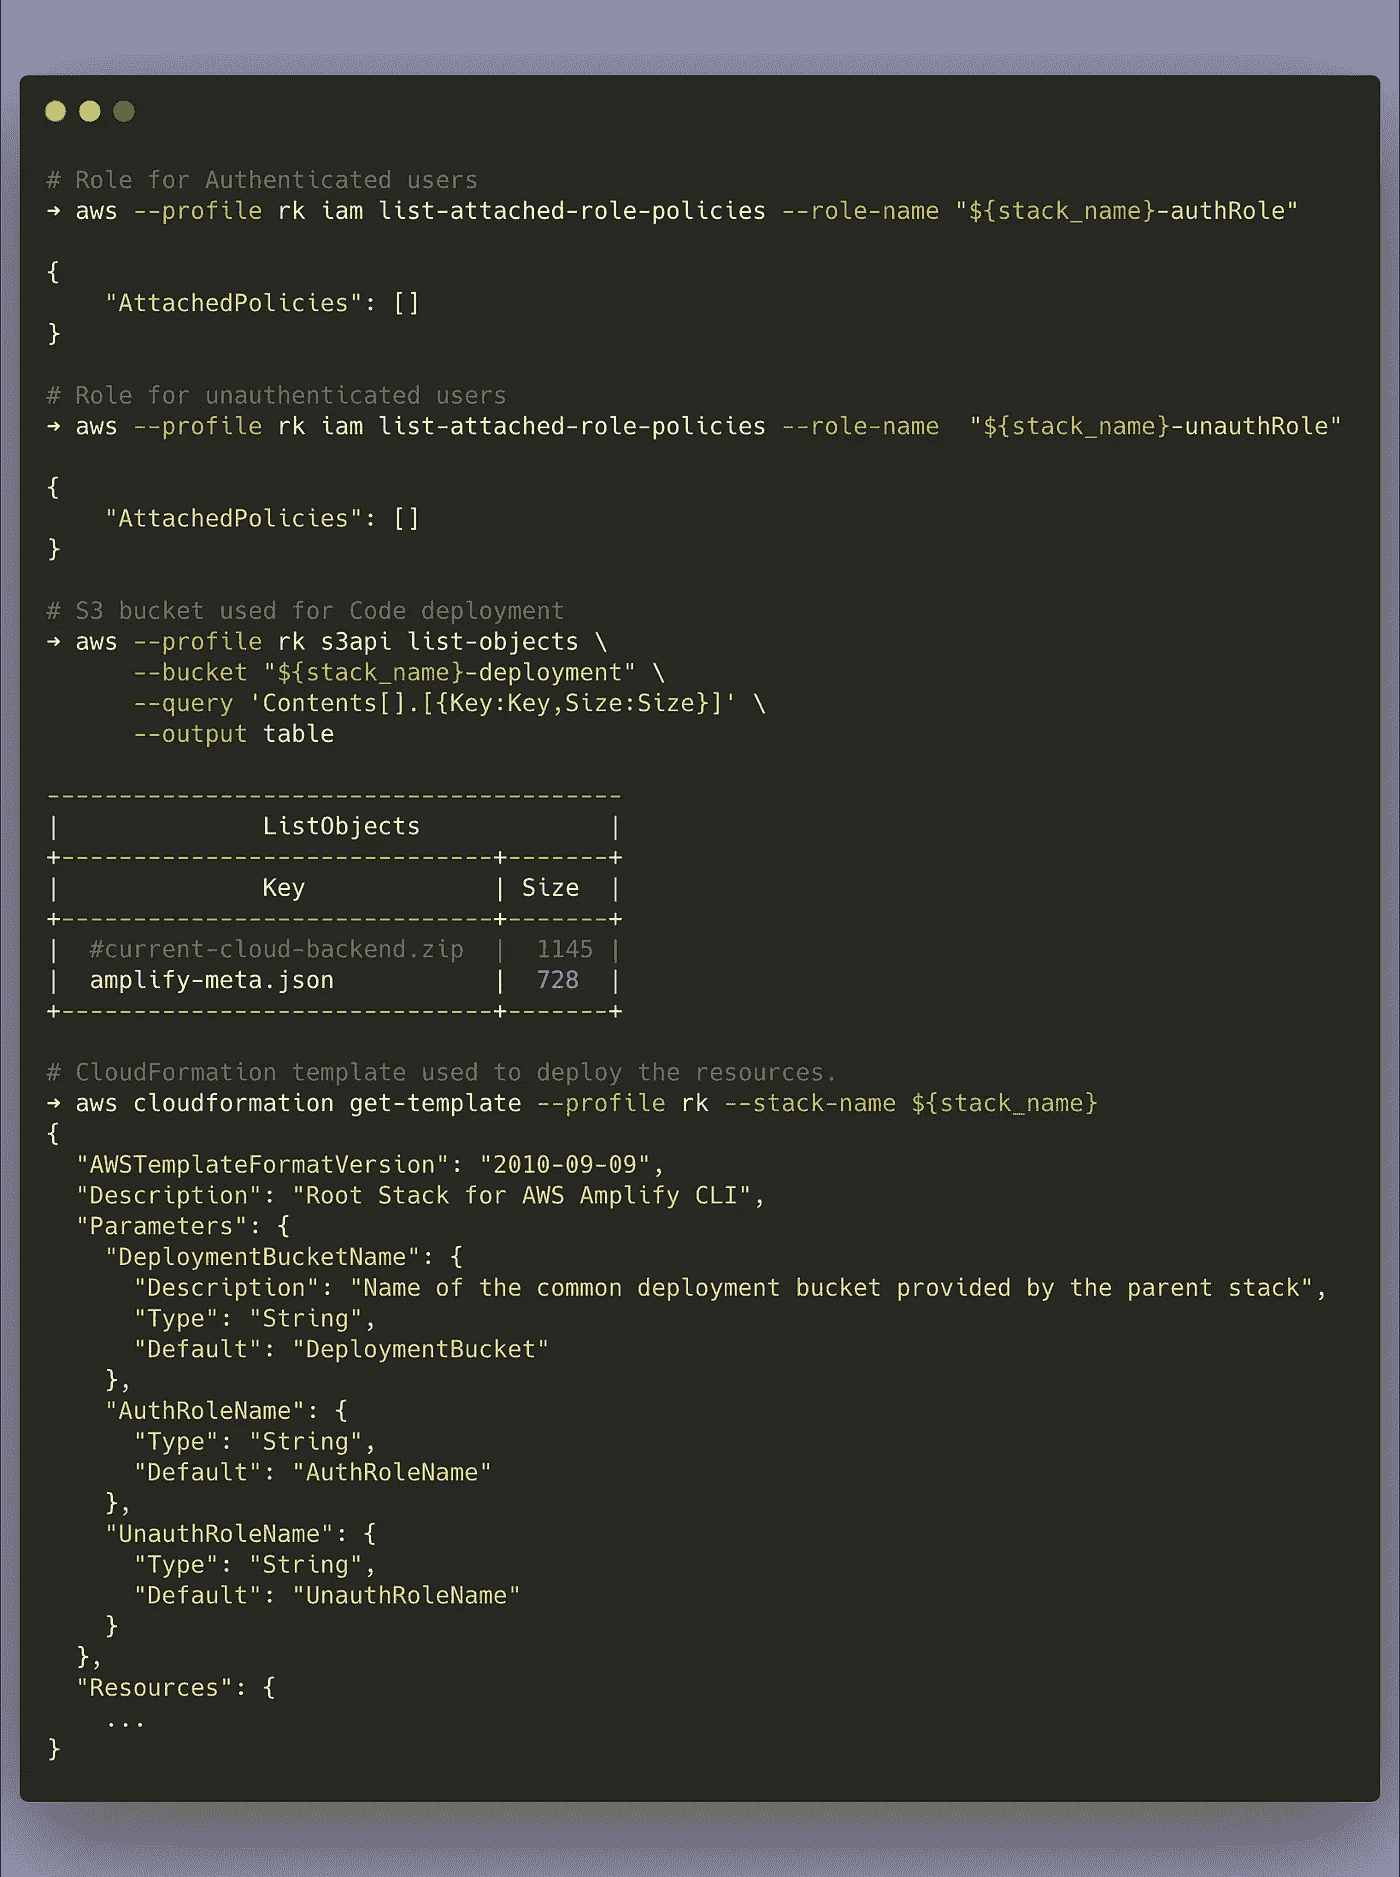 # Role for Authenticated users
➜ aws --profile rk iam list-attached-role-policies --role-name "${stack_name}-authRole"
{
    "AttachedPolicies": []
}
# Role for unauthenticated users
➜ aws --profile rk iam list-attached-role-policies --role-name  "${stack_name}-unauthRole"
{
    "AttachedPolicies": []
}
# S3 bucket used for Code deployment
➜ aws --profile rk s3api list-objects \
      --bucket "${stack_name}-deployment" \
      --query 'Contents[].[{Key:Key,Size:Size}]' \
      --output table
----------------------------------------
|              ListObjects             |
+------------------------------+-------+
|              Key             | Size  |
+------------------------------+-------+
|  #current-cloud-backend.zip  |  1145 |
|  amplify-meta.json           |  728  |
+------------------------------+-------+
# CloudFormation template used to deploy the resources.
➜ aws cloudformation get-template --profile rk --stack-name ${stack_name}
{
  "AWSTemplateFormatVersion": "2010-09-09",
  "Description": "Root Stack for AWS Amplify CLI",
  "Parameters": {
    "DeploymentBucketName": {
      "Description": "Name of the common deployment bucket provided by the parent stack",
      "Type": "String",
      "Default": "DeploymentBucket"
    },
    "AuthRoleName": {
      "Type": "String",
      "Default": "AuthRoleName"
    },
    "UnauthRoleName": {
      "Type": "String",
      "Default": "UnauthRoleName"
    }
  },
  "Resources": {
    ...
}